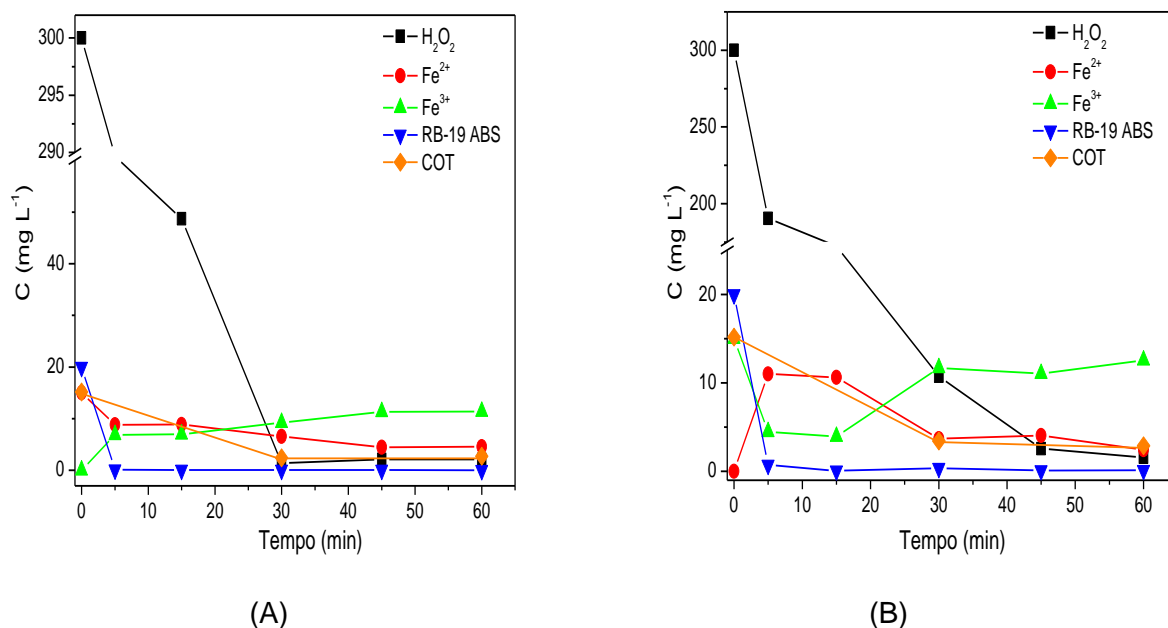 300
295
290
40
20
0
C (mg L⁻¹)
0 10 20 30 40 50 60
Tempo (min)
H₂O₂
Fe²⁺
Fe³⁺
RB-19 ABS
COT
(A)
300
250
200
20
10
0
C (mg L⁻¹)
0 10 20 30 40 50 60
Tempo (min)
H₂O₂
Fe²⁺
Fe³⁺
RB-19 ABS
COT
(B)